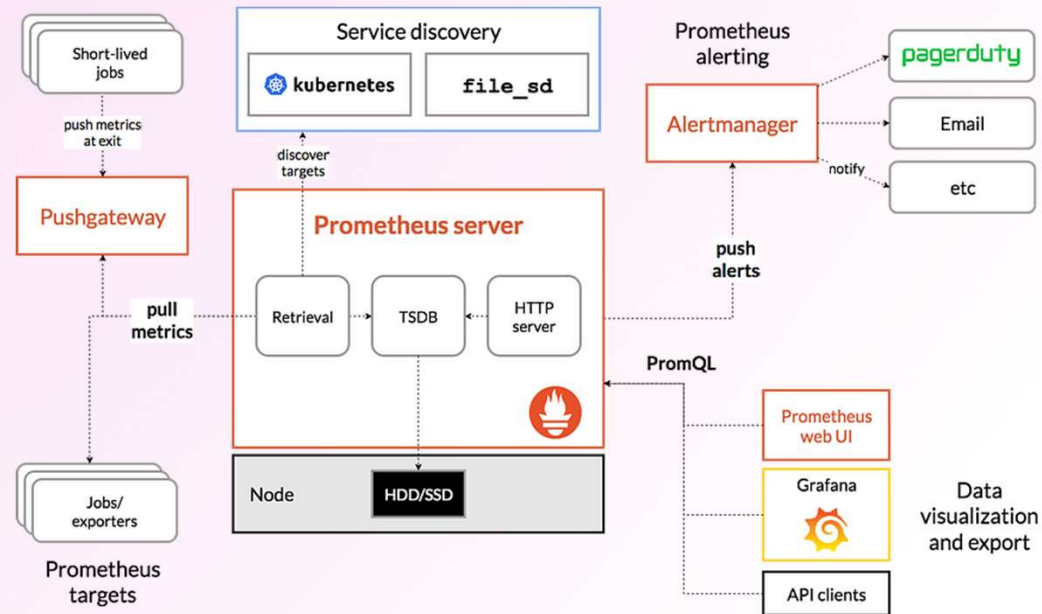 Short-lived
jobs
push metrics
at exit
Pushgateway
pull
metrics
Jobs/
exporters
Prometheus
targets
Service discovery
kubernetes
file_sd
discover
targets
Prometheus server
Retrieval
TSDB
HTTP
server
Node
HDD/SSD
Prometheus
alerting
Alertmanager
pagerduty
Email
notify
etc
push
alerts
PromQL
Prometheus
web UI
Grafana
API clients
Data
visualization
and export